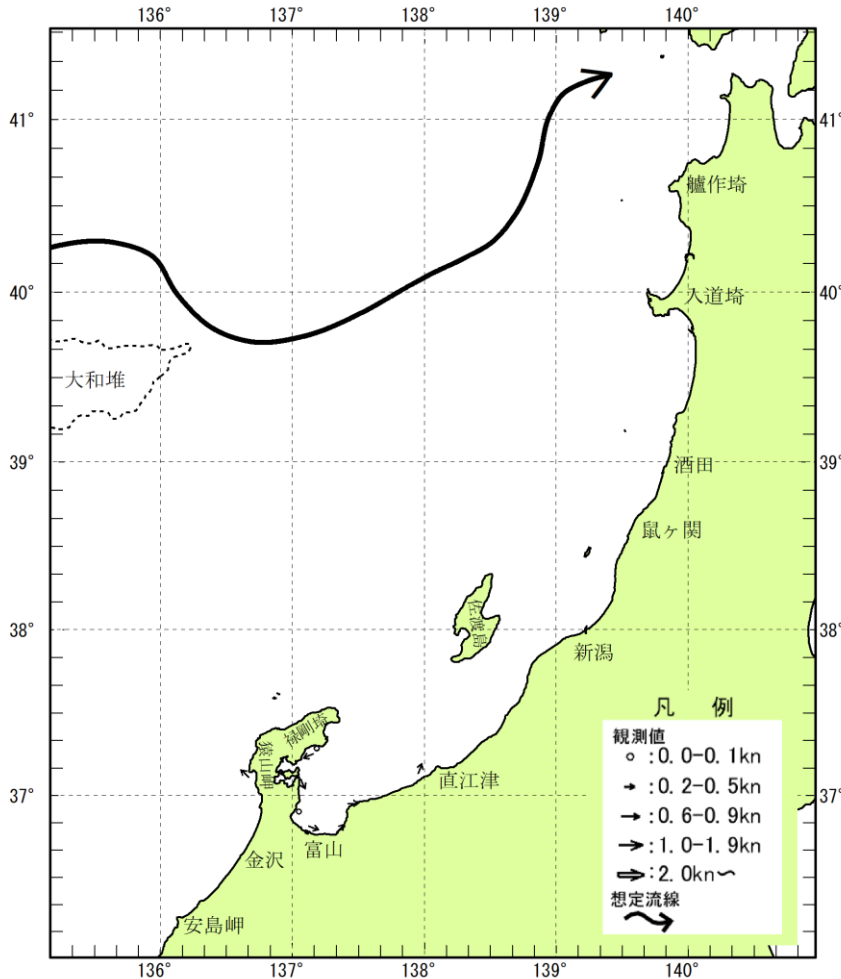 136° 137° 138° 139° 140°
41° 41°
艫作埼
40° 入道埼 40°
大和堆
39° 39°
酒田
鼠ヶ関
佐渡島
38° 38°
新潟
禄剛埼
猿山岬
37° 直江津 37°
富山
金沢
安島岬
136° 137° 138° 139° 140°
凡 例
観測値
:0.0-0.1kn
:0.2-0.5kn
:0.6-0.9kn
:1.0-1.9kn
:2.0kn〜
想定流線